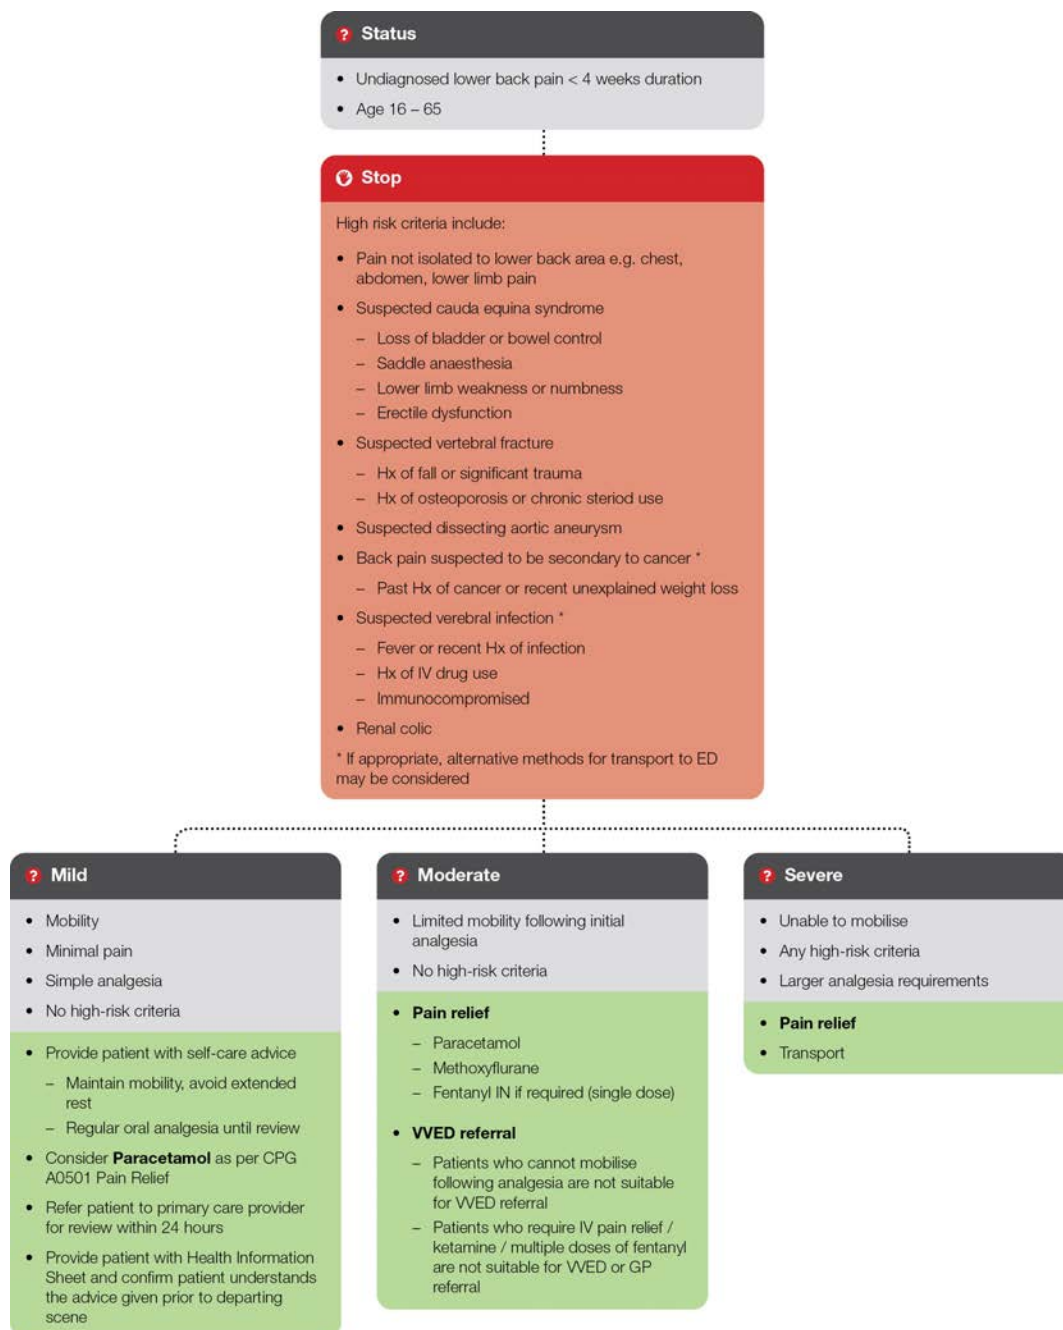 Status
• Undiagnosed lower back pain < 4 weeks duration
• Age 16 – 65
Stop
High risk criteria include:
• Pain not isolated to lower back area e.g. chest,
abdomen, lower limb pain
• Suspected cauda equina syndrome
– Loss of bladder or bowel control
– Saddle anaesthesia
– Lower limb weakness or numbness
– Erectile dysfunction
• Suspected vertebral fracture
– Hx of fall or significant trauma
– Hx of osteoporosis or chronic steriod use
• Suspected dissecting aortic aneurysm
• Back pain suspected to be secondary to cancer *
– Past Hx of cancer or recent unexplained weight loss
• Suspected verebral infection *
– Fever or recent Hx of infection
– Hx of IV drug use
– Immunocompromised
• Renal colic
* If appropriate, alternative methods for transport to ED
may be considered
Mild
• Mobility
• Minimal pain
• Simple analgesia
• No high-risk criteria
• Provide patient with self-care advice
– Maintain mobility, avoid extended
rest
– Regular oral analgesia until review
• Consider Paracetamol as per CPG
A0501 Pain Relief
• Refer patient to primary care provider
for review within 24 hours
• Provide patient with Health Information
Sheet and confirm patient understands
the advice given prior to departing
scene
Moderate
• Limited mobility following initial
analgesia
• No high-risk criteria
• Pain relief
– Paracetamol
– Methoxyflurane
– Fentanyl IN if required (single dose)
• VVED referral
– Patients who cannot mobilise
following analgesia are not suitable
for VVED referral
– Patients who require IV pain relief /
ketamine / multiple doses of fentanyl
are not suitable for VVED or GP
referral
Severe
• Unable to mobilise
• Any high-risk criteria
• Larger analgesia requirements
• Pain relief
• Transport